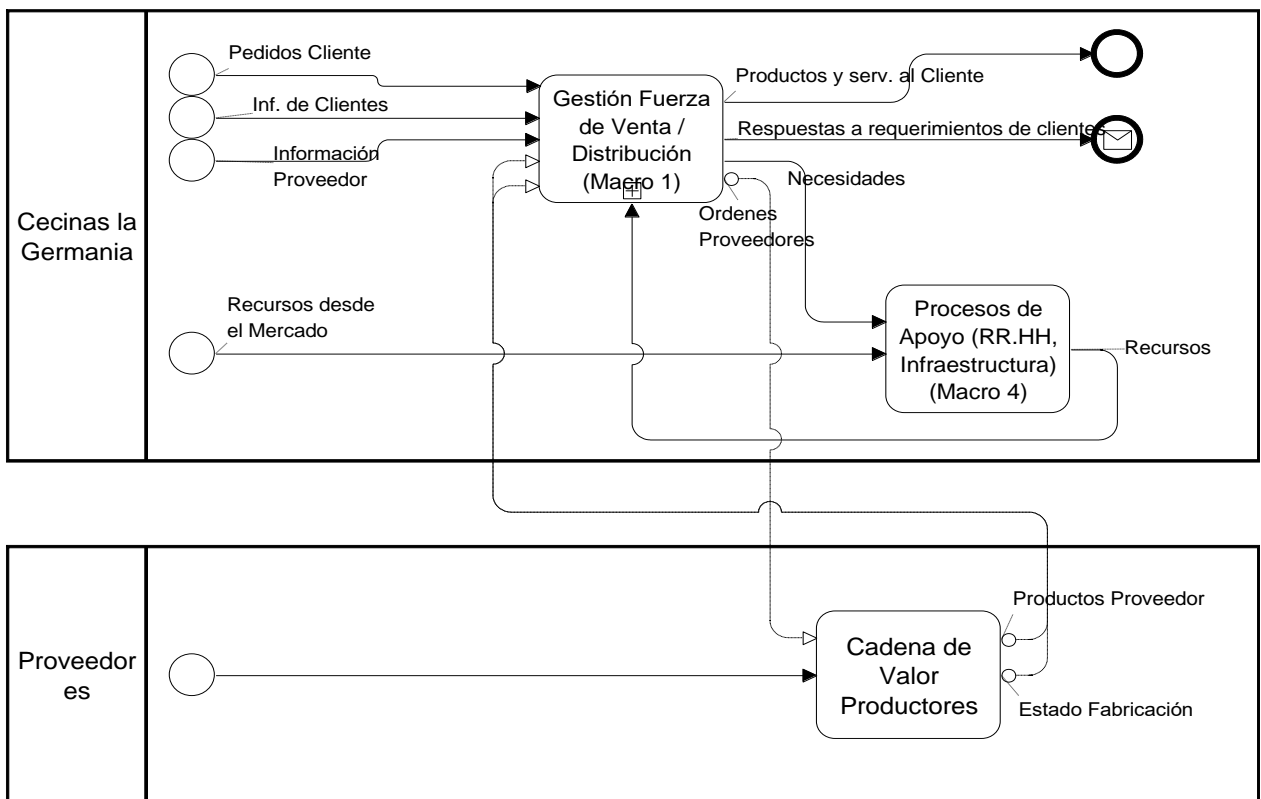 Pedidos Cliente
Inf. de Clientes
Información
Proveedor
Gestión Fuerza
de Venta /
Distribución
(Macro 1)
Productos y serv. al Cliente
Respuestas a requerimientos de clientes
Necesidades
Ordenes
Proveedores
Cecinas la
Germania
Recursos desde
el Mercado
Procesos de
Apoyo (RR.HH,
Infraestructura)
(Macro 4)
Recursos
Proveedor
es
Cadena de
Valor
Productores
Productos Proveedor
Estado Fabricación